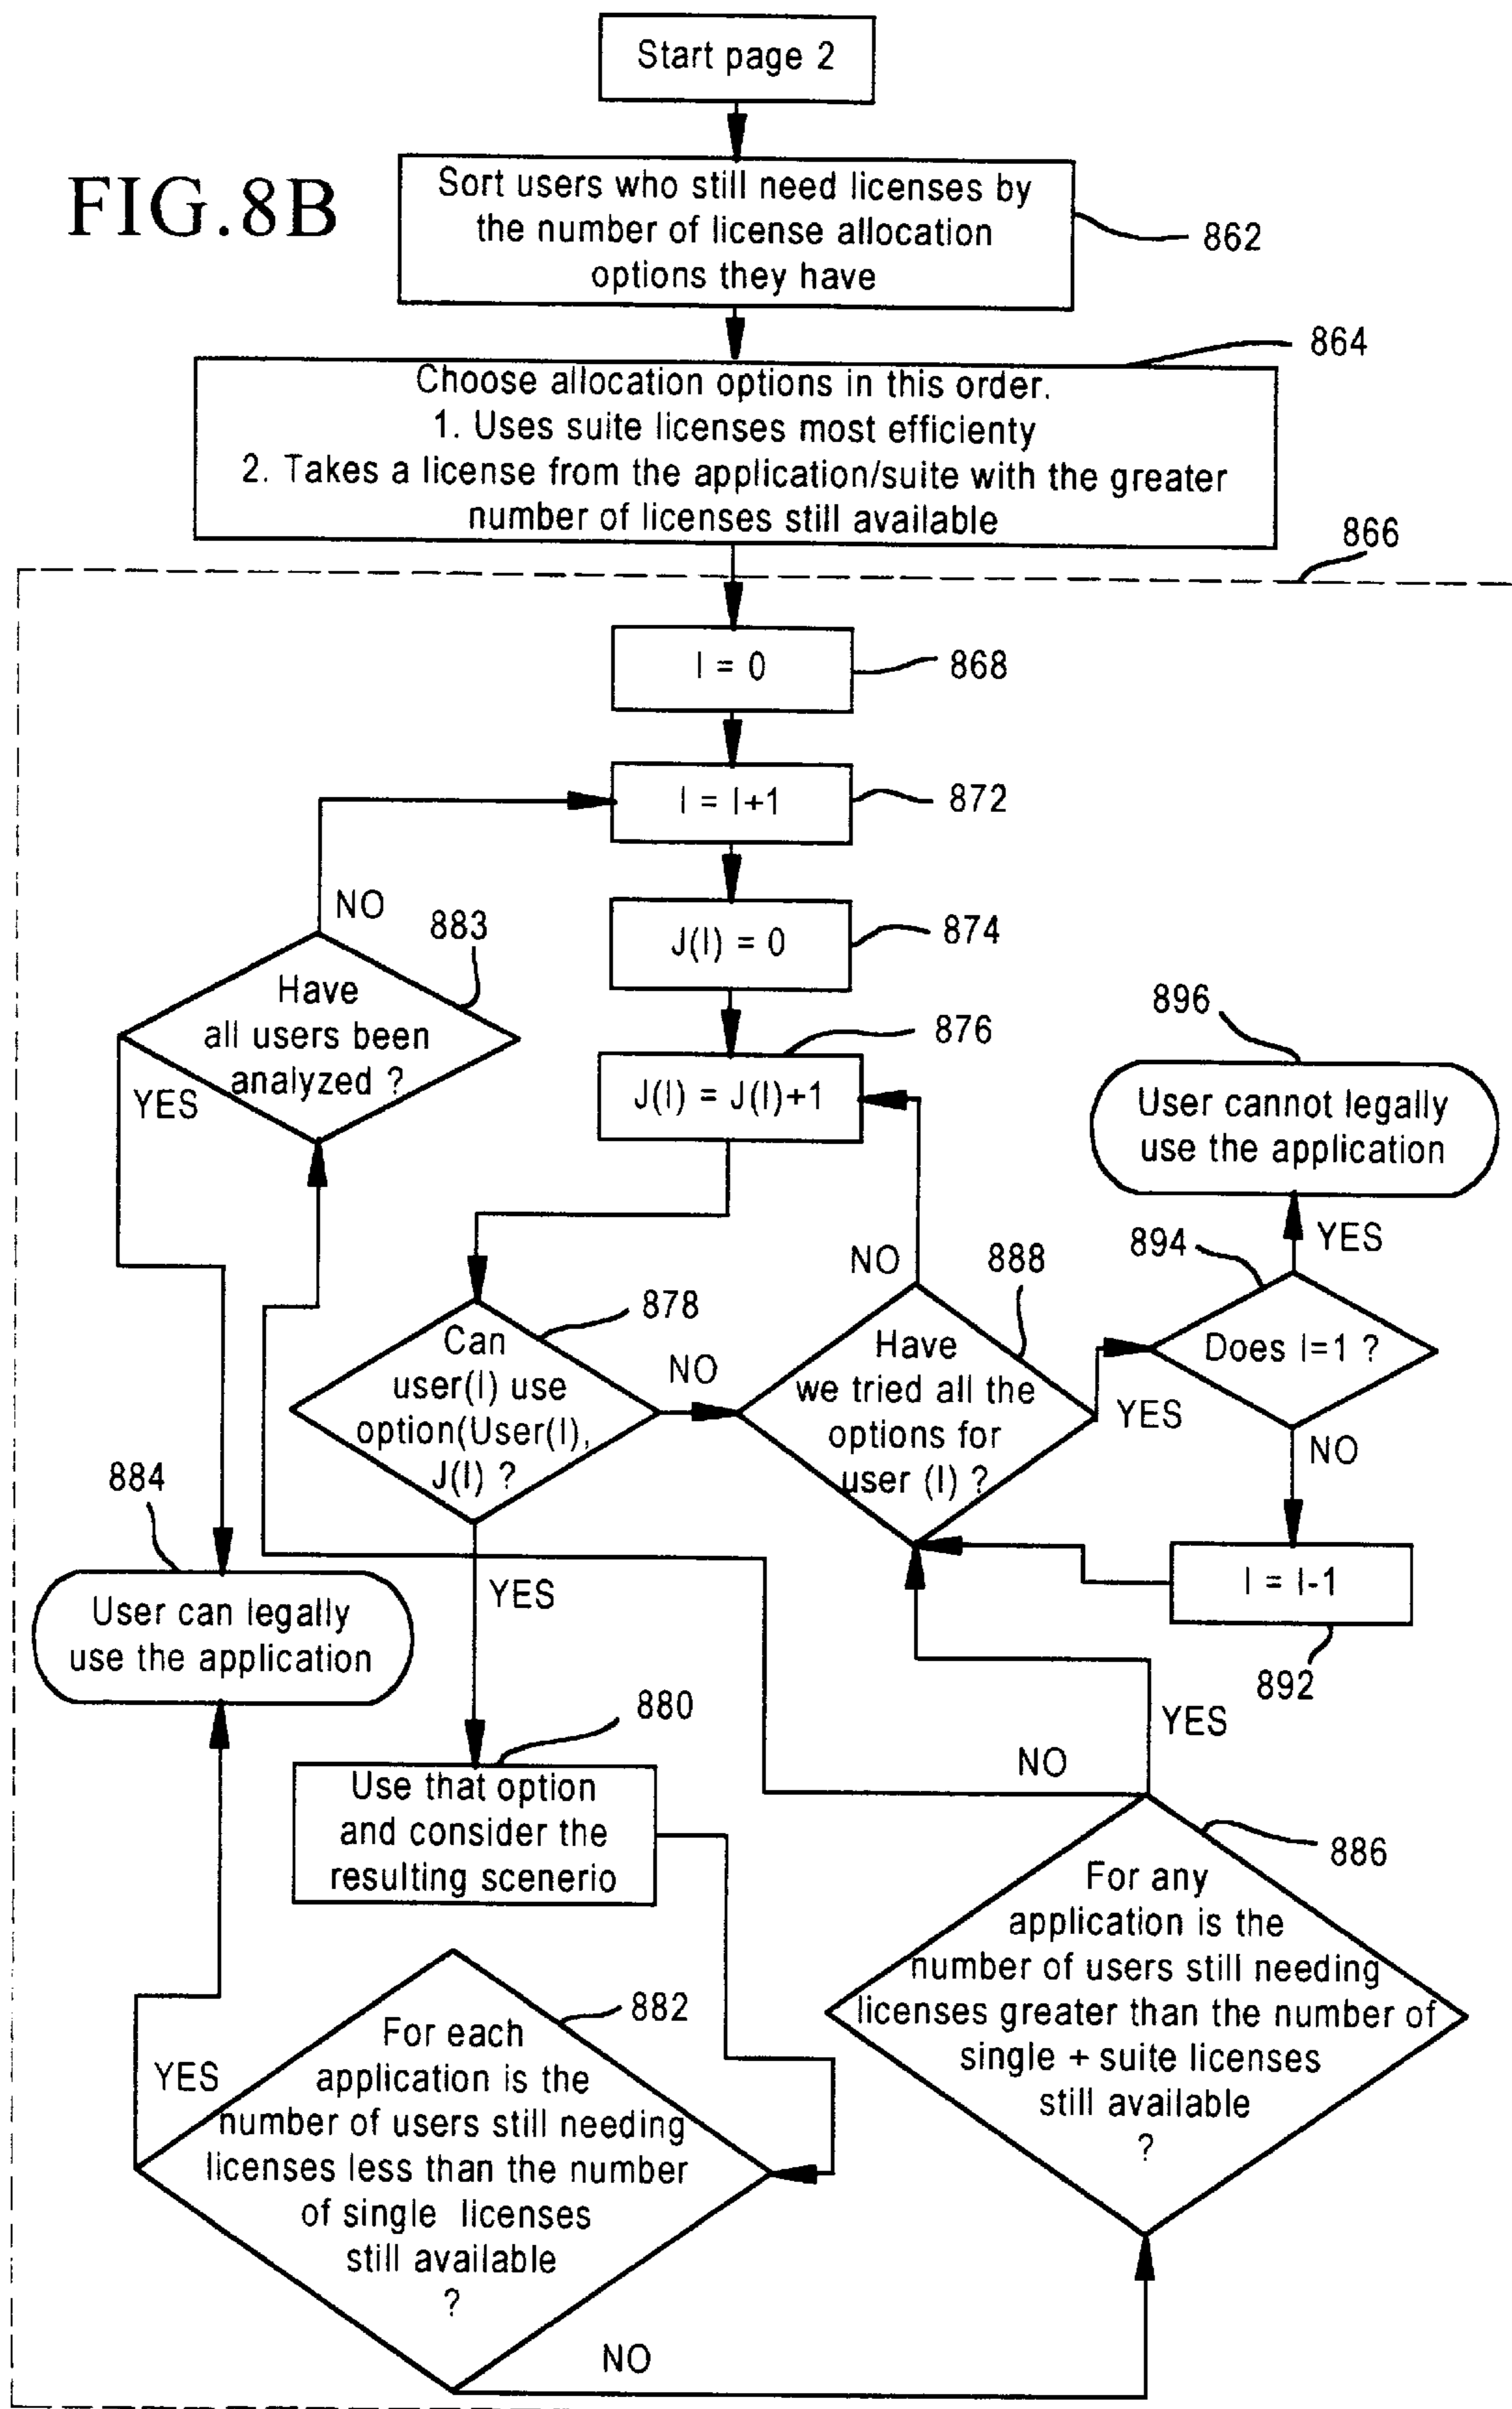 Start page 2
FIG.8B
Sort users who still need licenses by
the number of license allocation
options they have
862
864
Choose allocation options in this order.
1. Uses suite licenses most efficienty
2. Takes a license from the application/suite with the greater
number of licenses still available
866
I = 0
868
I = I+1
872
NO
883
J(I) = 0
874
Have
all users been
analyzed ?
YES
876
J(I) = J(I)+1
896
User cannot legally
use the application
YES
894
Does I=1 ?
NO
NO
888
Have
we tried all the
options for
user (I) ?
YES
878
Can
user(I) use
option(User(I),
J(I) ?
NO
YES
884
User can legally
use the application
I = I-1
892
880
Use that option
and consider the
resulting scenerio
YES
NO
886
For any
application is the
number of users still needing
licenses greater than the number of
single + suite licenses
still available
?
882
For each
application is the
number of users still needing
licenses less than the number
of single licenses
still available
?
YES
NO